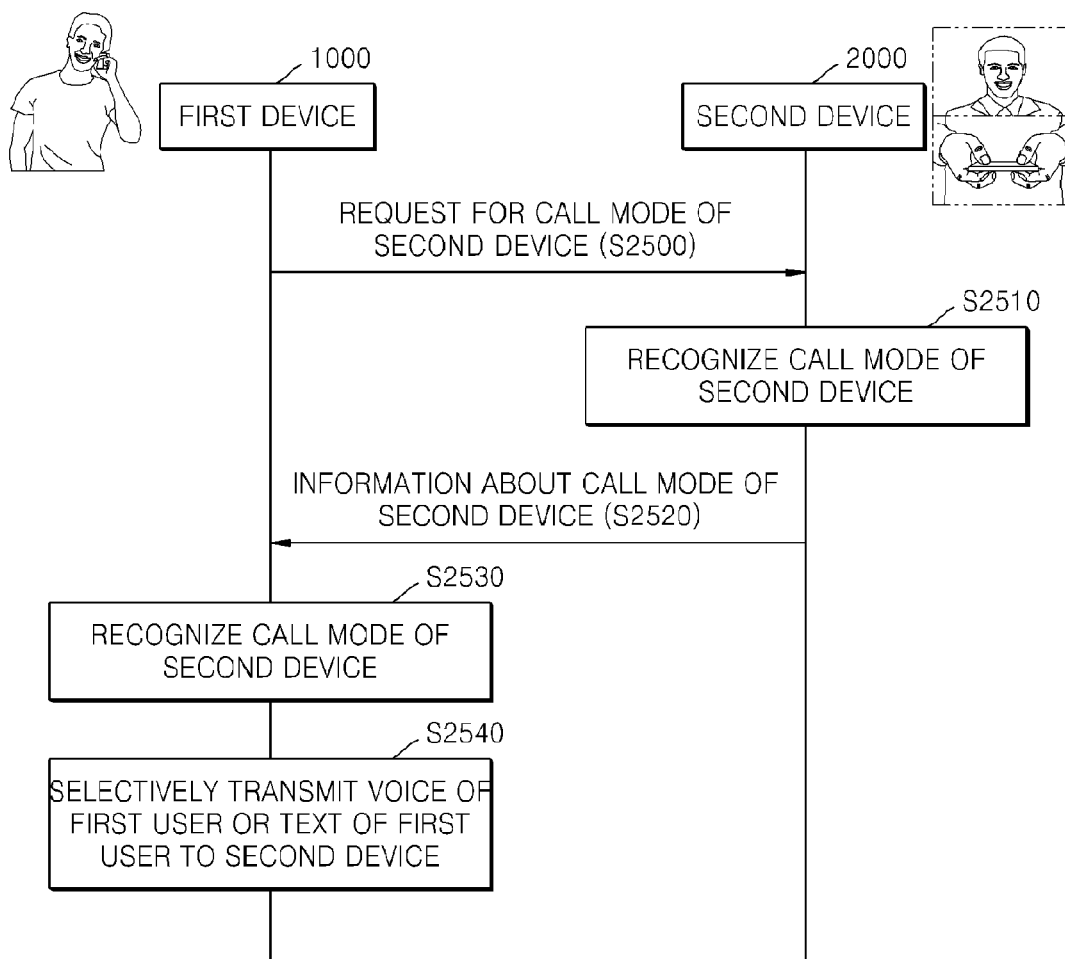 1000
2000
FIRST DEVICE
SECOND DEVICE
REQUEST FOR CALL MODE OF
SECOND DEVICE (S2500)
S2510
RECOGNIZE CALL MODE OF
SECOND DEVICE
INFORMATION ABOUT CALL MODE OF
SECOND DEVICE (S2520)
S2530
RECOGNIZE CALL MODE OF
SECOND DEVICE
S2540
SELECTIVELY TRANSMIT VOICE OF
FIRST USER OR TEXT OF FIRST
USER TO SECOND DEVICE